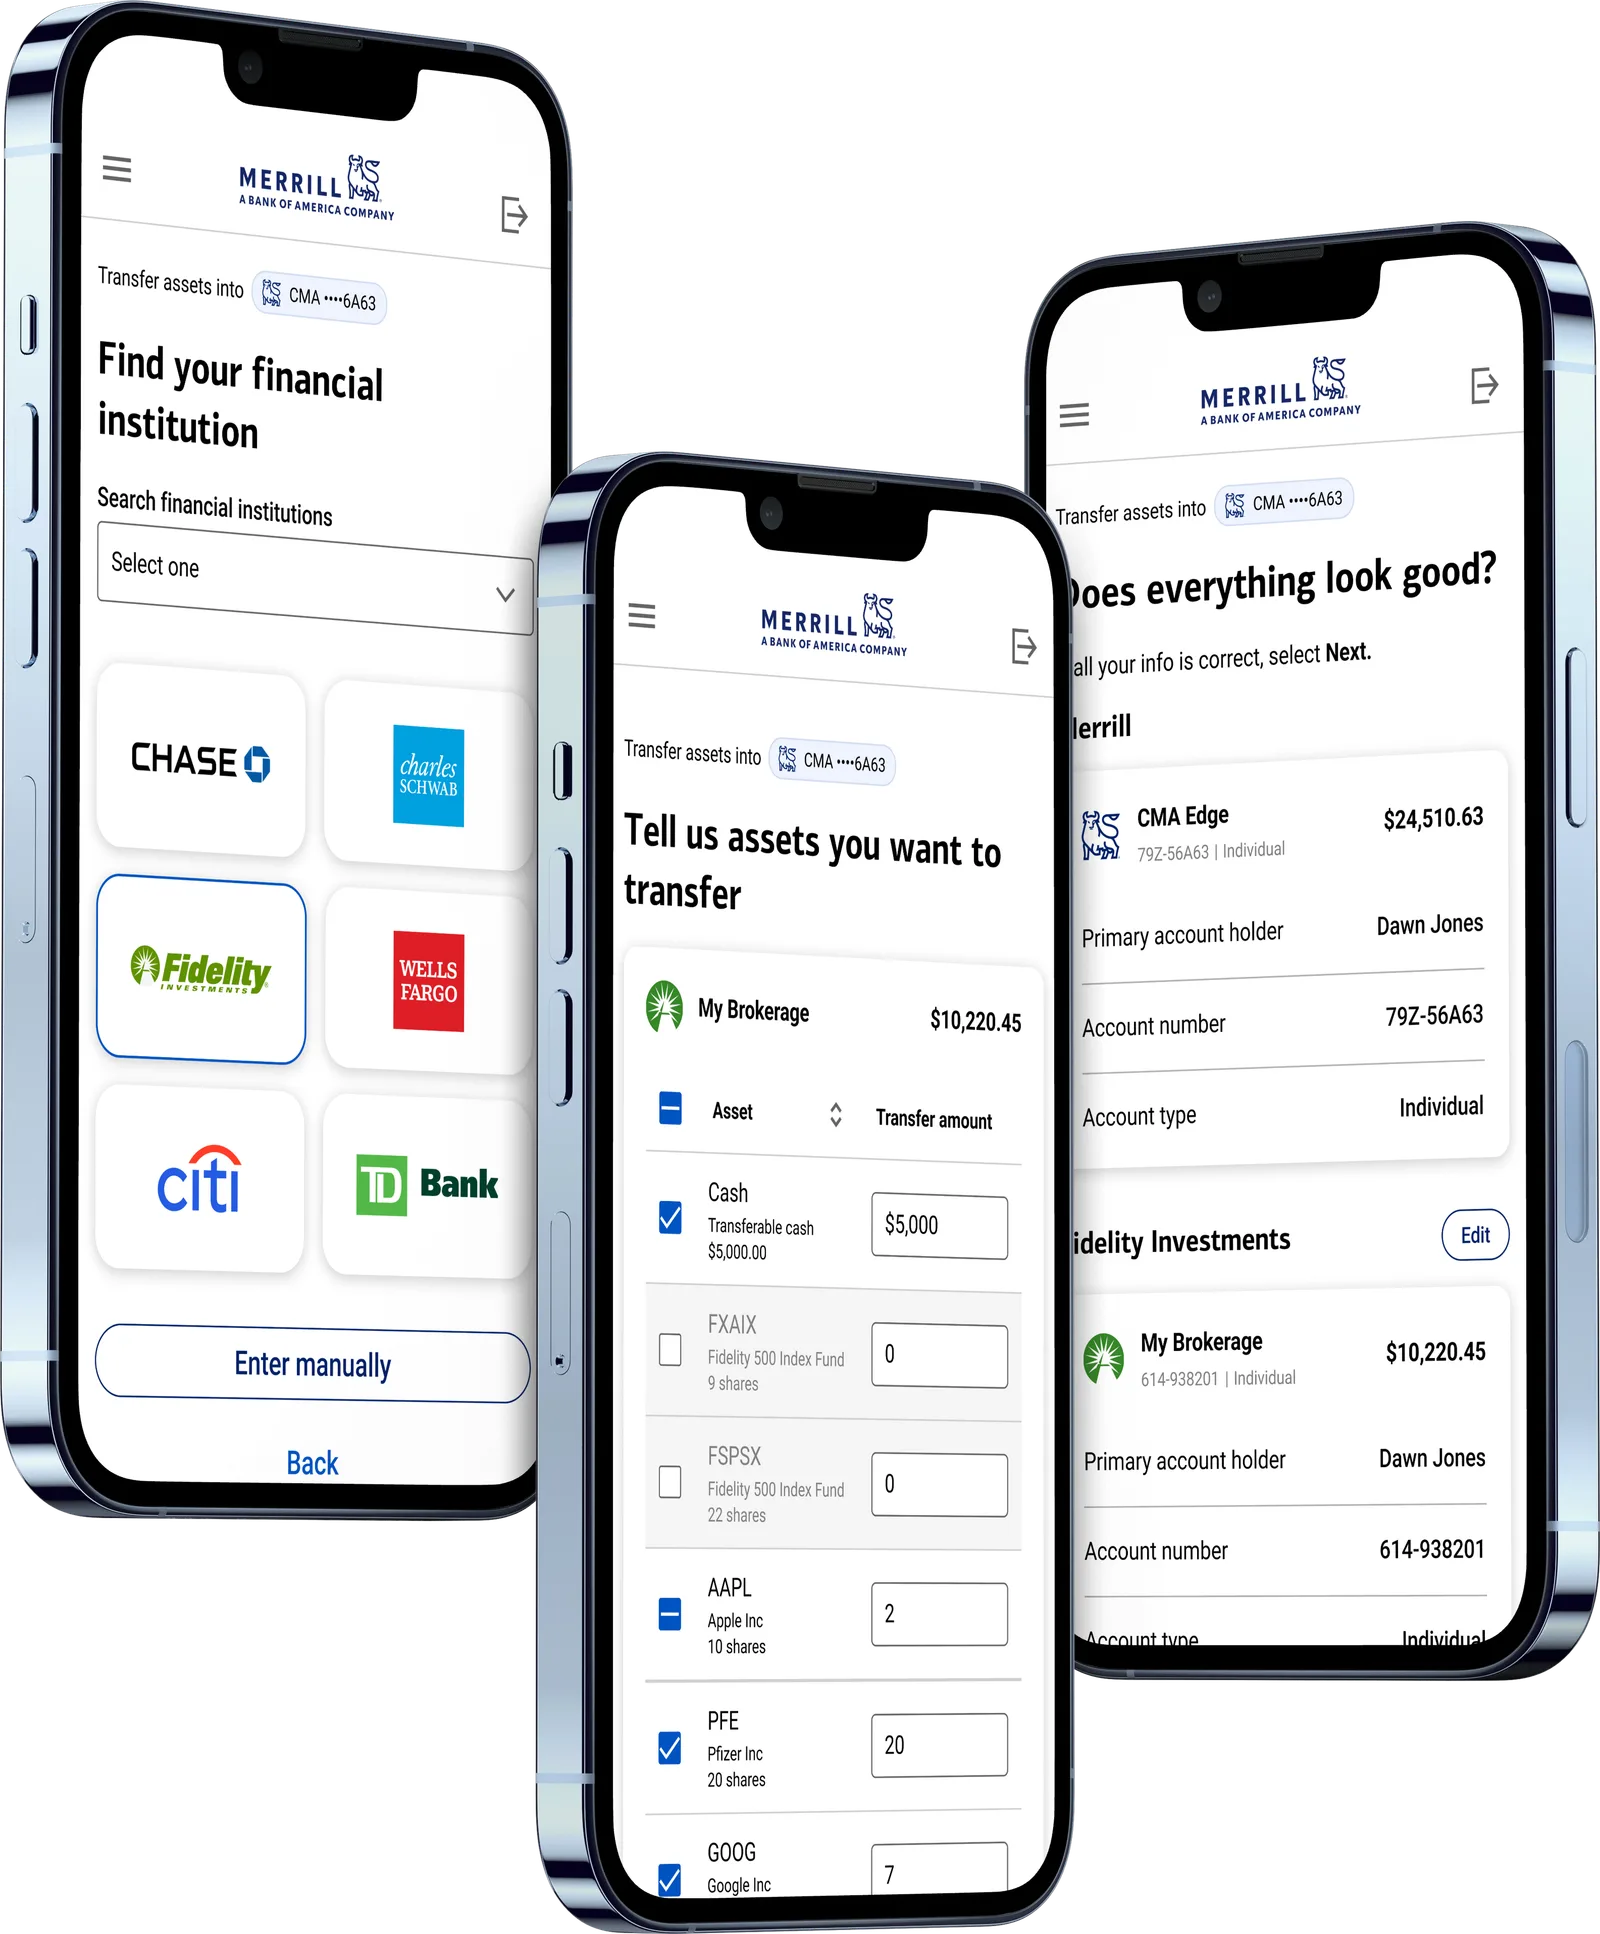 MERRILL
A BANK OF AMERICA COMPANY
Transfer assets into CMA ••••6A63
Find your financial
institution
Search financial institutions
Select one
CHASE
charles
SCHWAB
Fidelity
INVESTMENTS
WELLS
FARGO
citi
TD Bank
Enter manually
Back
MERRILL
A BANK OF AMERICA COMPANY
Transfer assets into CMA ••••6A63
Tell us assets you want to
transfer
My Brokerage $10,220.45
Asset Transfer amount
Cash
Transferable cash
$5,000.00
$5,000
FXAIX
Fidelity 500 Index Fund
9 shares
0
FSPSX
Fidelity 500 Index Fund
22 shares
0
AAPL
Apple Inc
10 shares
2
PFE
Pfizer Inc
20 shares
20
GOOG
Google Inc
7
MERRILL
A BANK OF AMERICA COMPANY
Transfer assets into CMA ••••6A63
Does everything look good?
all your info is correct, select Next.
Merrill
CMA Edge $24,510.63
79Z-56A63 | Individual
Primary account holder Dawn Jones
Account number 79Z-56A63
Account type Individual
idelity Investments Edit
My Brokerage $10,220.45
614-938201 | Individual
Primary account holder Dawn Jones
Account number 614-938201
Account type Individual